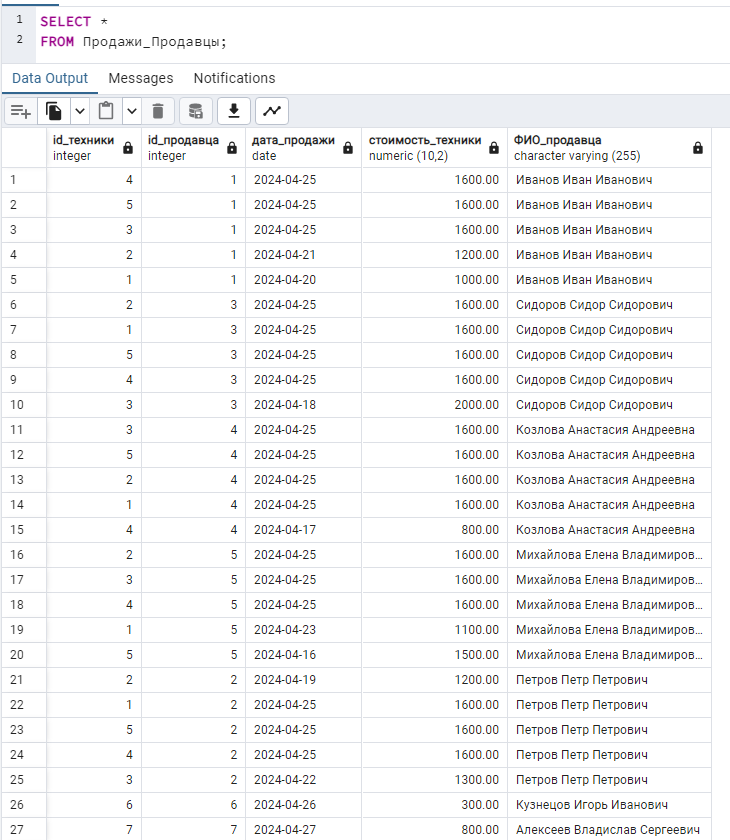 1 SELECT *
2 FROM Продажи_Продавцы;
Data Output Messages Notifications
id_техники integer id_продавца integer дата_продажи date стоимость_техники numeric (10,2) ФИО_продавца character varying (255)
1 4 1 2024-04-25 1600.00 Иванов Иван Иванович
2 5 1 2024-04-25 1600.00 Иванов Иван Иванович
3 3 1 2024-04-25 1600.00 Иванов Иван Иванович
4 2 1 2024-04-21 1200.00 Иванов Иван Иванович
5 1 1 2024-04-20 1000.00 Иванов Иван Иванович
6 2 3 2024-04-25 1600.00 Сидоров Сидор Сидорович
7 1 3 2024-04-25 1600.00 Сидоров Сидор Сидорович
8 5 3 2024-04-25 1600.00 Сидоров Сидор Сидорович
9 4 3 2024-04-25 1600.00 Сидоров Сидор Сидорович
10 3 3 2024-04-18 2000.00 Сидоров Сидор Сидорович
11 3 4 2024-04-25 1600.00 Козлова Анастасия Андреевна
12 5 4 2024-04-25 1600.00 Козлова Анастасия Андреевна
13 2 4 2024-04-25 1600.00 Козлова Анастасия Андреевна
14 1 4 2024-04-25 1600.00 Козлова Анастасия Андреевна
15 4 4 2024-04-17 800.00 Козлова Анастасия Андреевна
16 2 5 2024-04-25 1600.00 Михайлова Елена Владимиров...
17 3 5 2024-04-25 1600.00 Михайлова Елена Владимиров...
18 4 5 2024-04-25 1600.00 Михайлова Елена Владимиров...
19 1 5 2024-04-23 1100.00 Михайлова Елена Владимиров...
20 5 5 2024-04-16 1500.00 Михайлова Елена Владимиров...
21 2 2 2024-04-19 1200.00 Петров Петр Петрович
22 1 2 2024-04-25 1600.00 Петров Петр Петрович
23 5 2 2024-04-25 1600.00 Петров Петр Петрович
24 4 2 2024-04-25 1600.00 Петров Петр Петрович
25 3 2 2024-04-22 1300.00 Петров Петр Петрович
26 6 6 2024-04-26 300.00 Кузнецов Игорь Иванович
27 7 7 2024-04-27 800.00 Алексеев Владислав Сергеевич